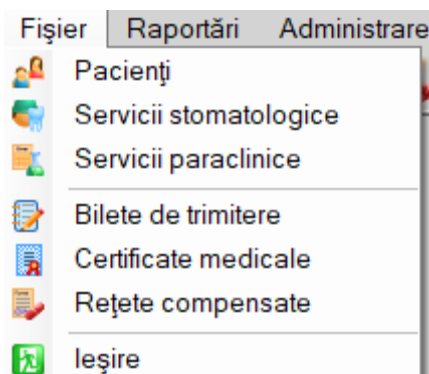 Fişier Raportări Administrare
Pacienţi
Servicii stomatologice
Servicii paraclinice
Bilete de trimitere
Certificate medicale
Reţete compensate
Ieşire